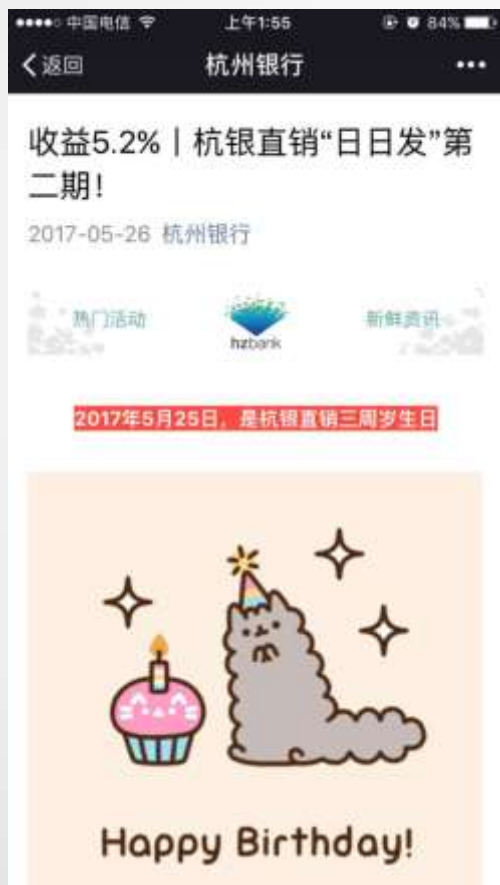 中国电信 上午1:55 84%
返回 杭州银行
收益5.2%｜杭银直销“日日发”第
二期！
2017-05-26 杭州银行
热门活动 hzbank 新鲜资讯
2017年5月25日，是杭银直销三周岁生日
Happy Birthday!